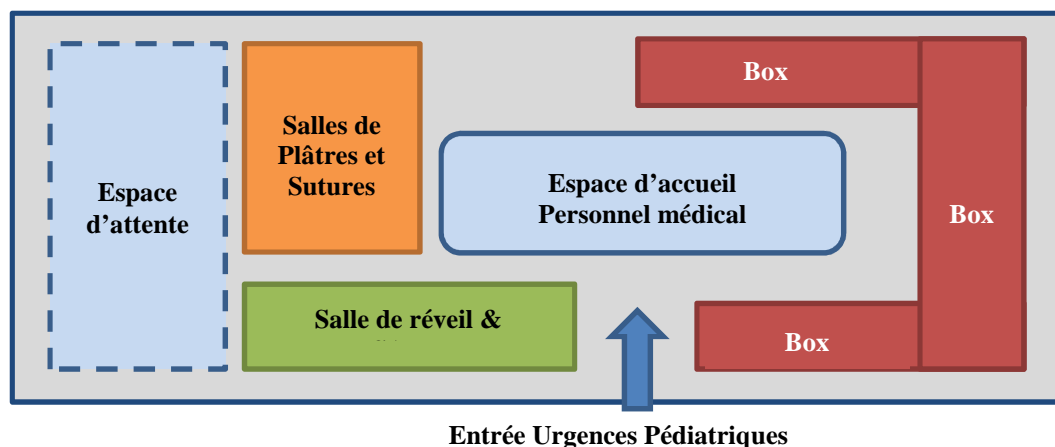 Box
Salles de
Plâtres et
Sutures
Espace
d’attente
Espace d’accueil
Personnel médical
Box
Salle de réveil &
Box
Entrée Urgences Pédiatriques